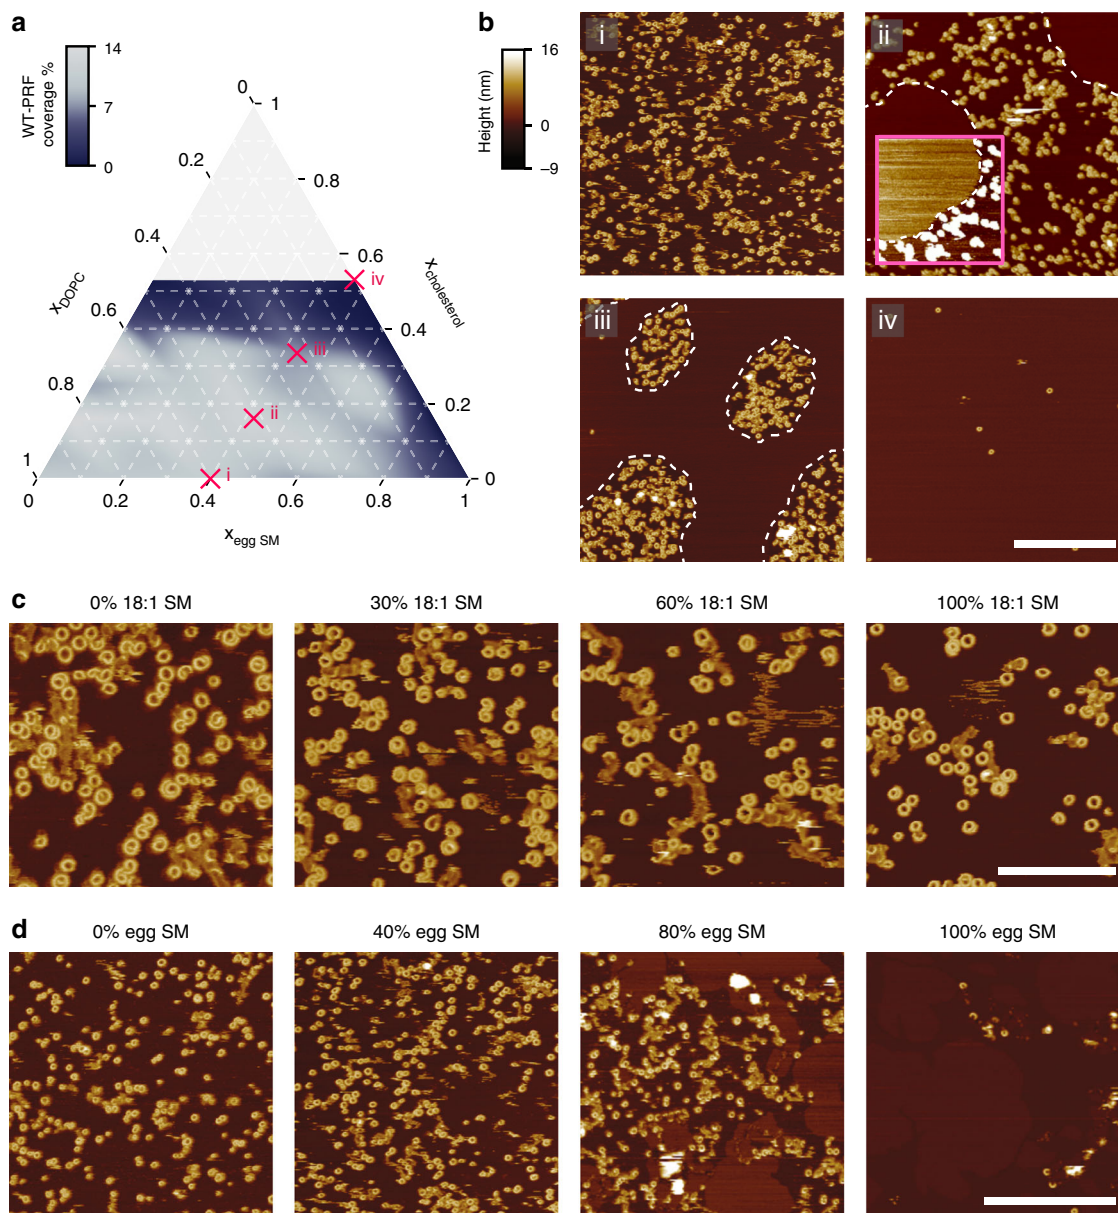 a
WT-PRF
coverage %
14
7
0
0
1
0.2
0.8
0.4
0.6
x cholesterol
iv
x DOPC
0.6
0.4
iii
0.8
0.2
ii
1
i
0
0
0.2
0.4
0.6
0.8
1
x egg SM
b
Height (nm)
16
0
−9
i
ii
iii
iv
c
0% 18:1 SM
30% 18:1 SM
60% 18:1 SM
100% 18:1 SM
d
0% egg SM
40% egg SM
80% egg SM
100% egg SM